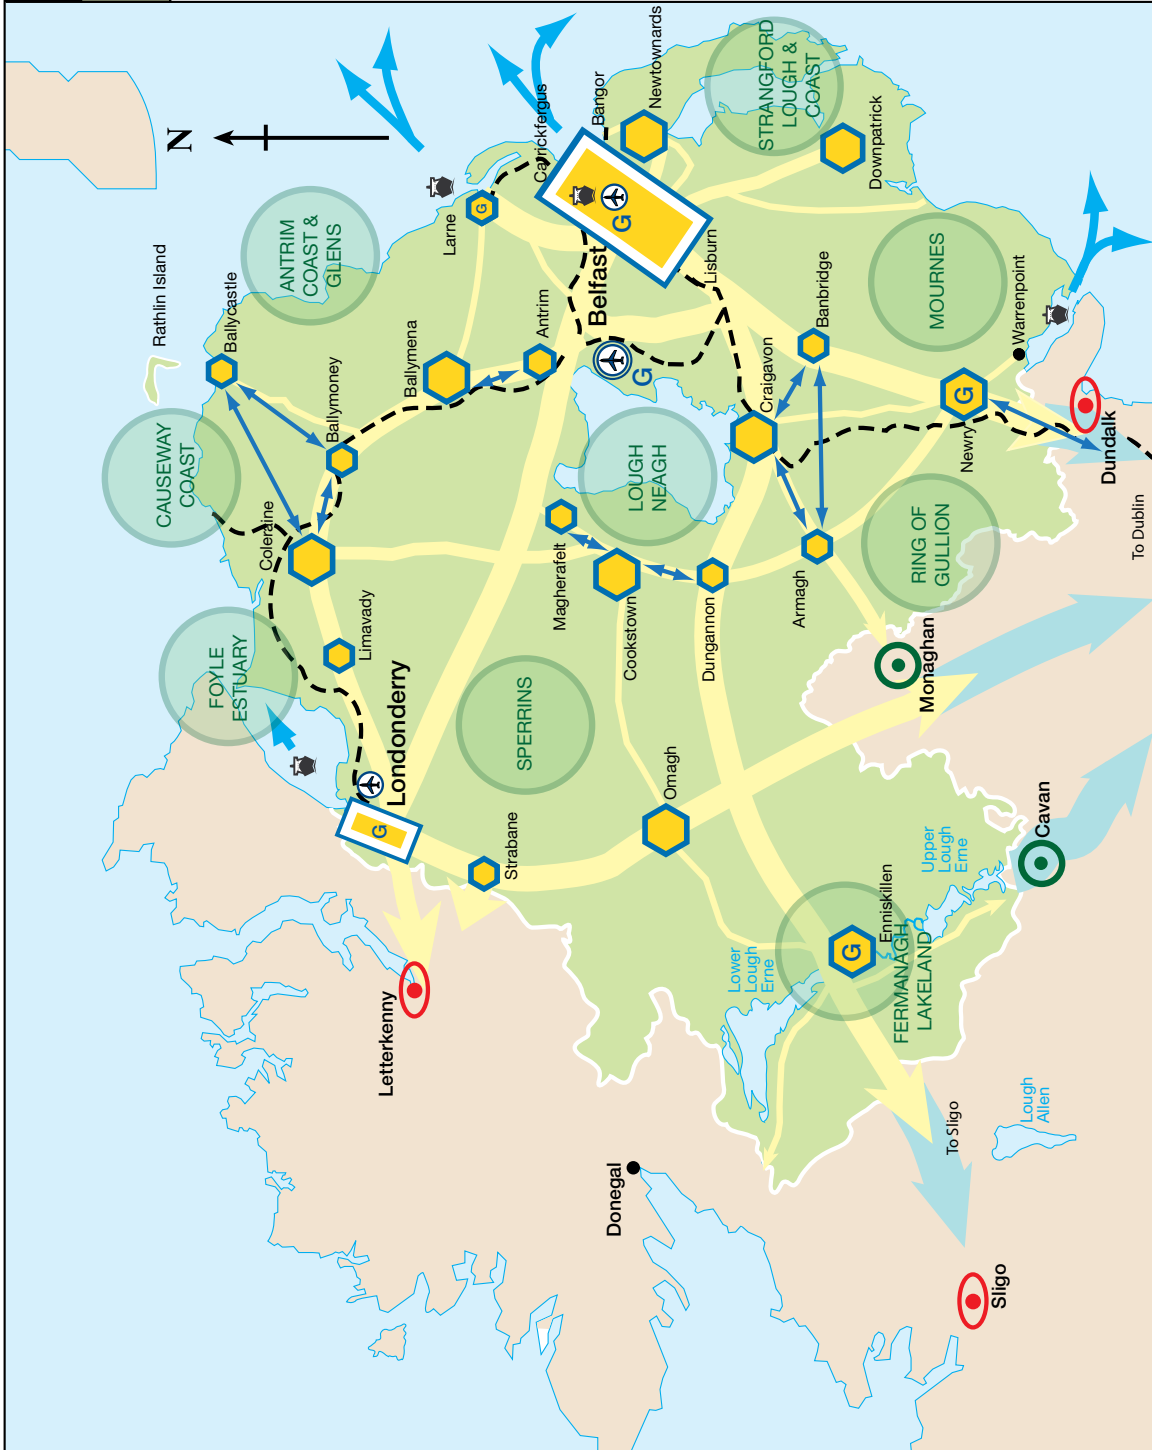 N
Rathlin Island
ANTRIM
COAST &
GLENS
Ballycastle
CAUSEWAY
COAST
Ballymoney
Coleraine
FOYLE
ESTUARY
Limavady
Londonderry
G
Larne
G
Carrickfergus
Bangor
Newtownards
STRANGFORD
LOUGH &
COAST
Downpatrick
Ballymena
Antrim
Belfast
G
G
Lisburn
Banbridge
MOURNES
Warrenpoint
Craigavon
LOUGH
NEAGH
Magherafelt
Cookstown
Dungannon
Armagh
Newry
G
Dundalk
To Dublin
RING OF
GULLION
Monaghan
SPERRINS
Strabane
Omagh
Letterkenny
Upper
Lough
Erne
Cavan
Enniskillen
G
FERMANAGH
LAKELAND
Lower
Lough
Erne
To Sligo
Lough
Allen
Donegal
Sligo